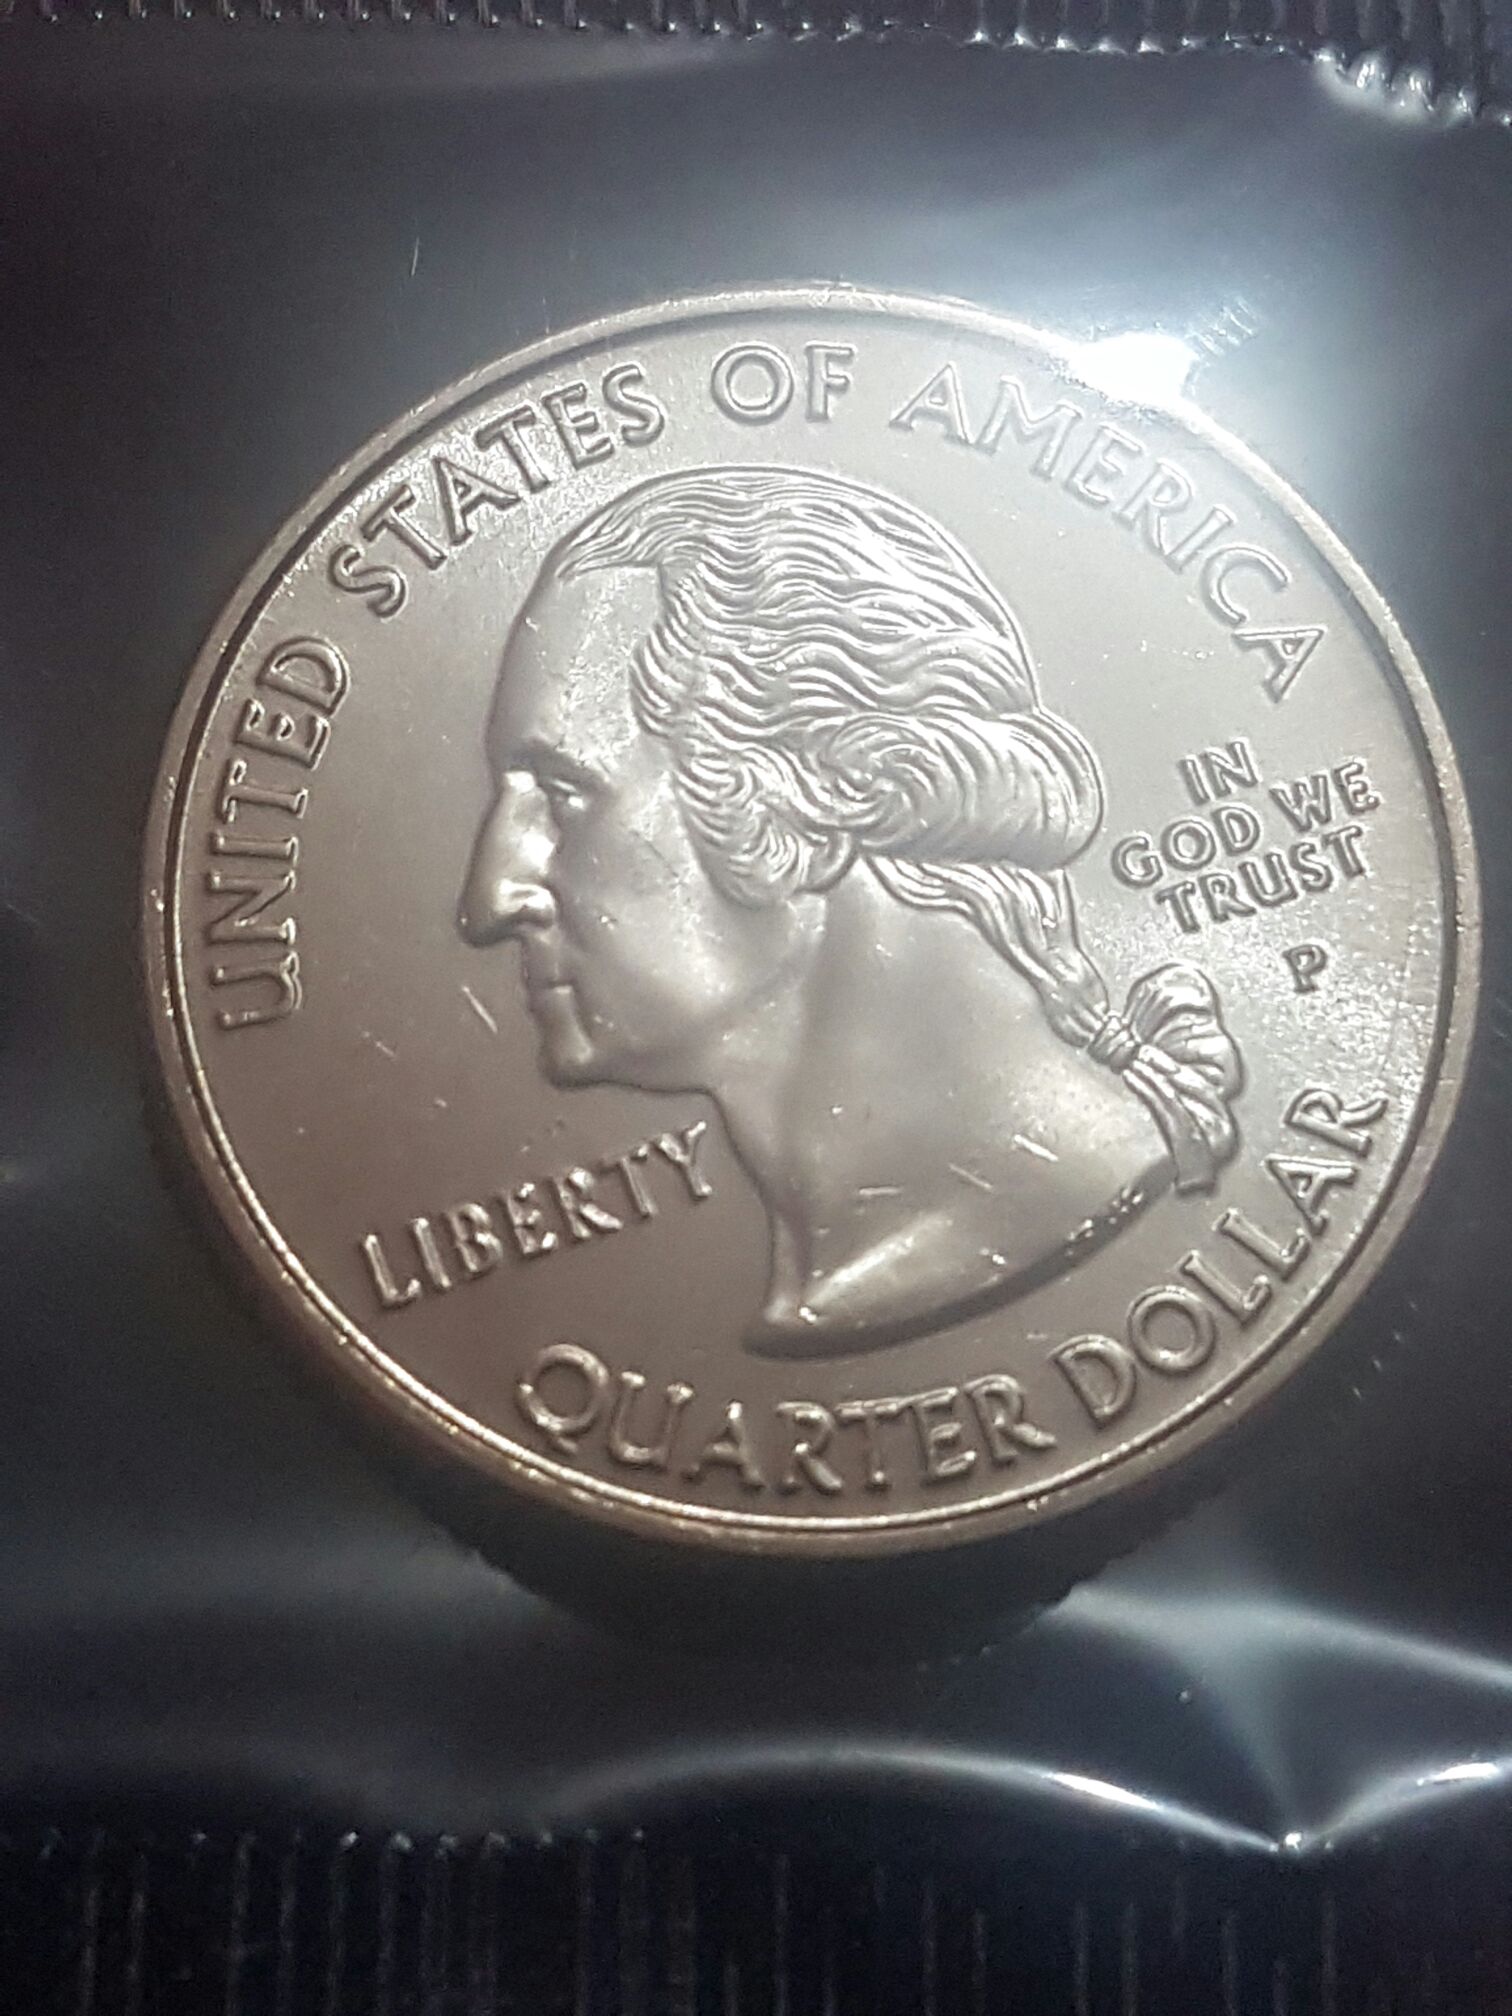 UNITED STATES OF AMERICA
IN
GOD WE
TRUST
P
LIBERTY
QUARTER DOLLAR